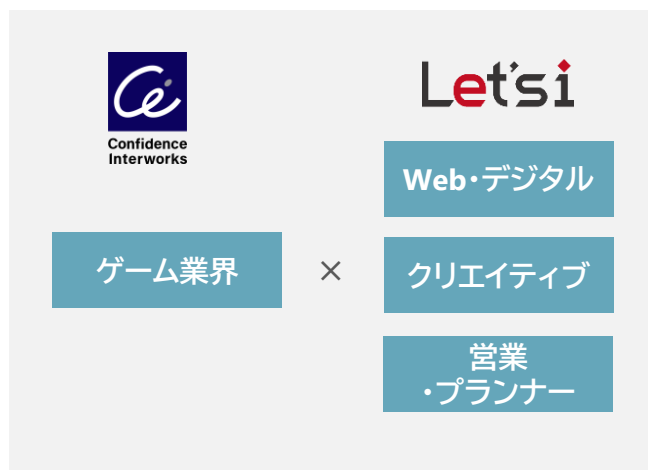 Ci
Confidence
Interworks
ゲーム業界
×
Let'si
Web・デジタル
クリエイティブ
営業
・プランナー